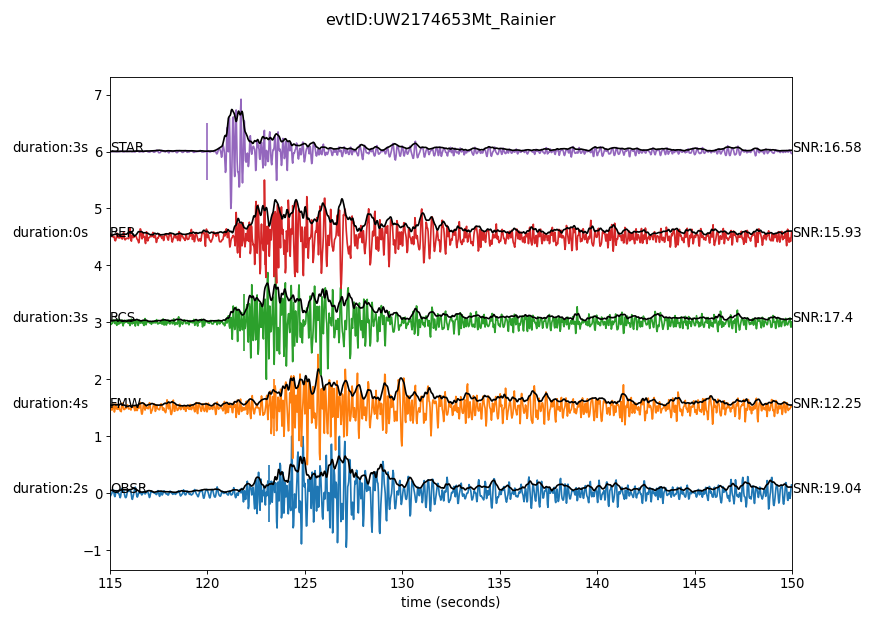 evtID:UW2174653Mt_Rainier
7
duration:3s STAR 6 SNR:16.58
5
duration:0s RER SNR:15.93
4
duration:3s RCS 3 SNR:17.4
2
duration:4s FMW SNR:12.25
1
duration:2s OBSR 0 SNR:19.04
−1
115 120 125 130 135 140 145 150
time (seconds)